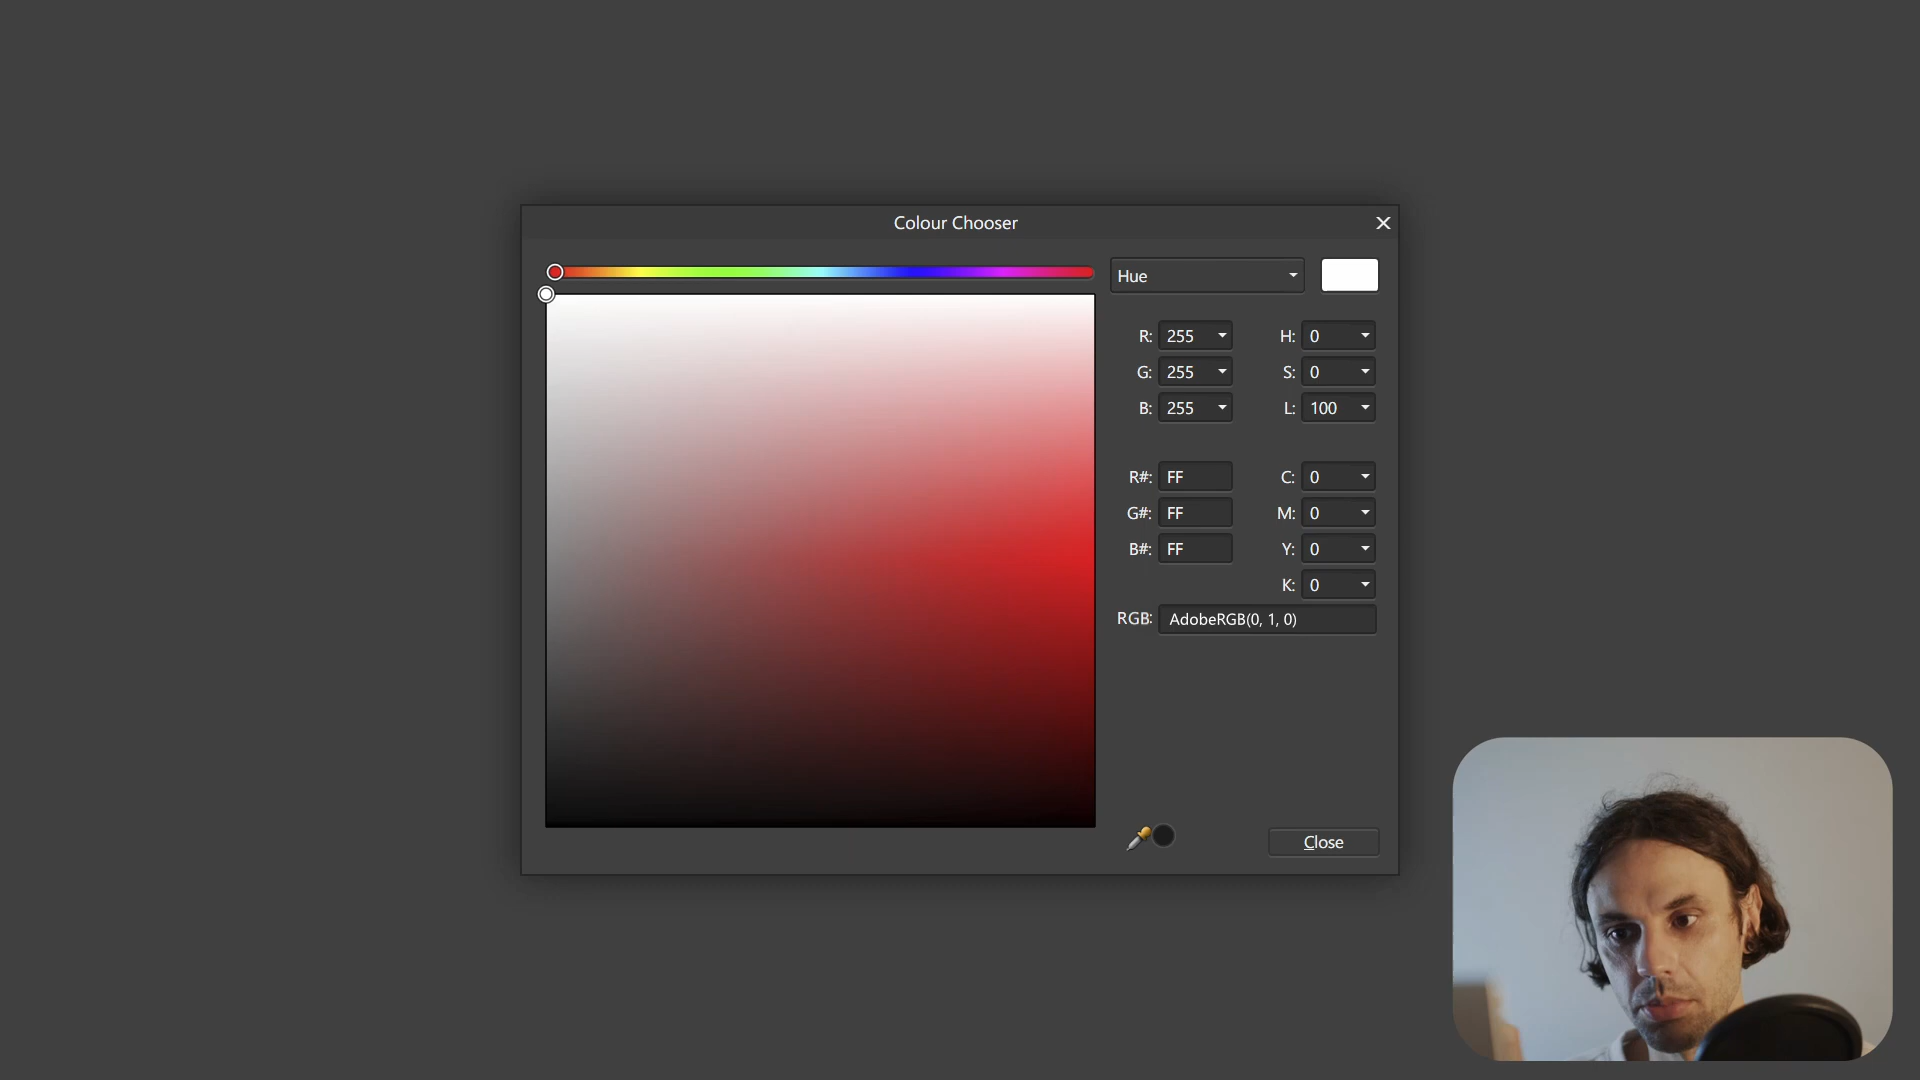 Colour Chooser
Hue
R: 255 H: 0
G: 255 S: 0
B: 255 L: 100
R#: FF C: 0
G#: FF M: 0
B#: FF Y: 0
K: 0
RGB: AdobeRGB(0, 1, 0)
Close